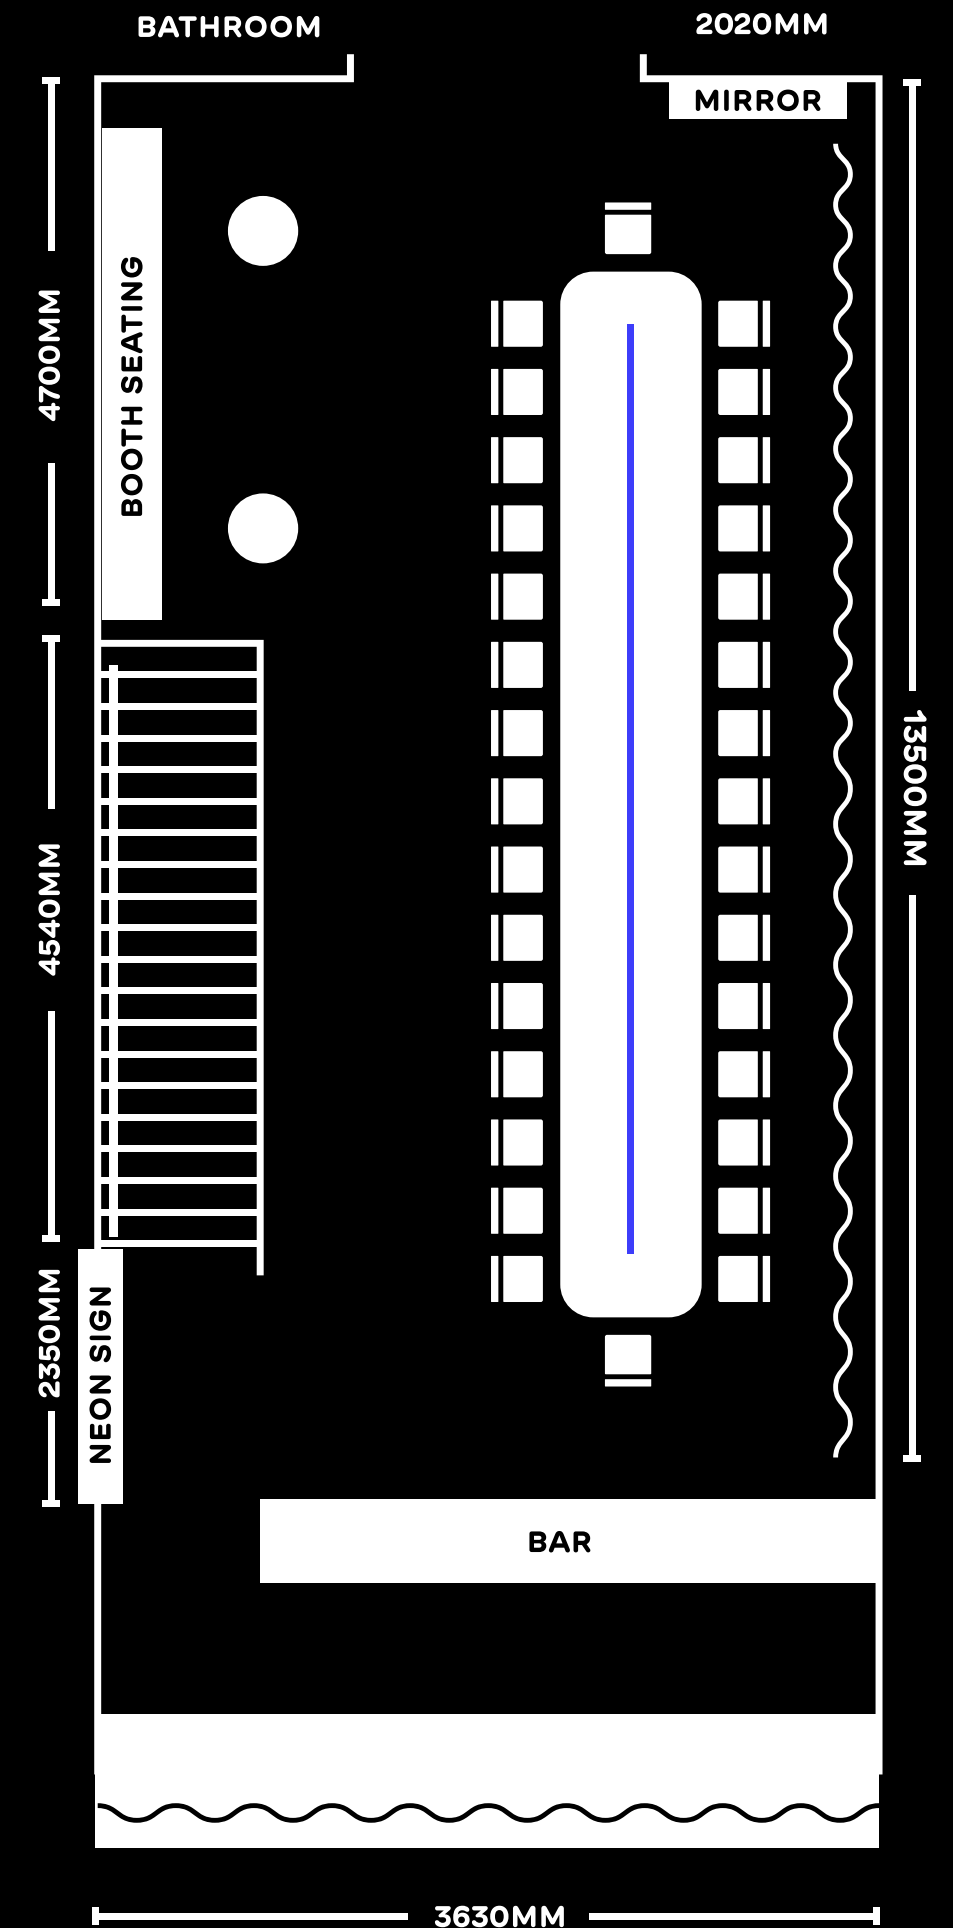 BATHROOM
2020MM
MIRROR
BOOTH SEATING
4700MM
13500MM
4540MM
2350MM
NEON SIGN
BAR
3630MM